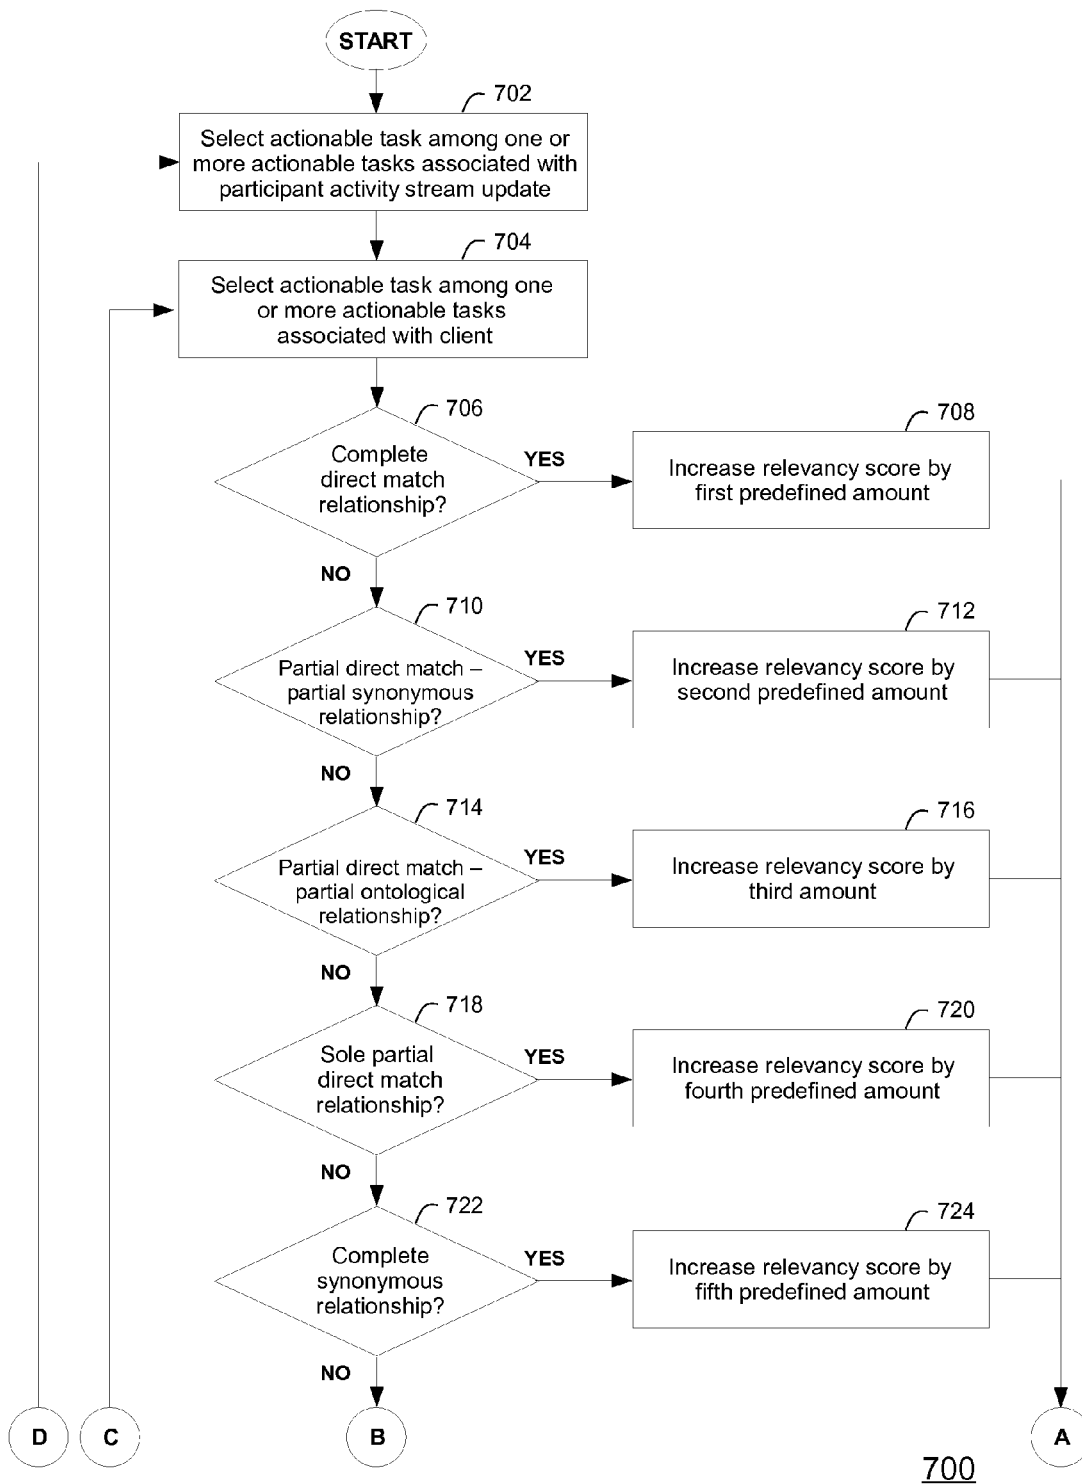 START
702
Select actionable task among one or
more actionable tasks associated with
participant activity stream update
704
Select actionable task among one
or more actionable tasks
associated with client
706
Complete
direct match
relationship?
YES
708
Increase relevancy score by
first predefined amount
NO
710
Partial direct match –
partial synonymous
relationship?
YES
712
Increase relevancy score by
second predefined amount
NO
714
Partial direct match –
partial ontological
relationship?
YES
716
Increase relevancy score by
third amount
NO
718
Sole partial
direct match
relationship?
YES
720
Increase relevancy score by
fourth predefined amount
NO
722
Complete
synonymous
relationship?
YES
724
Increase relevancy score by
fifth predefined amount
NO
D
C
B
A
700